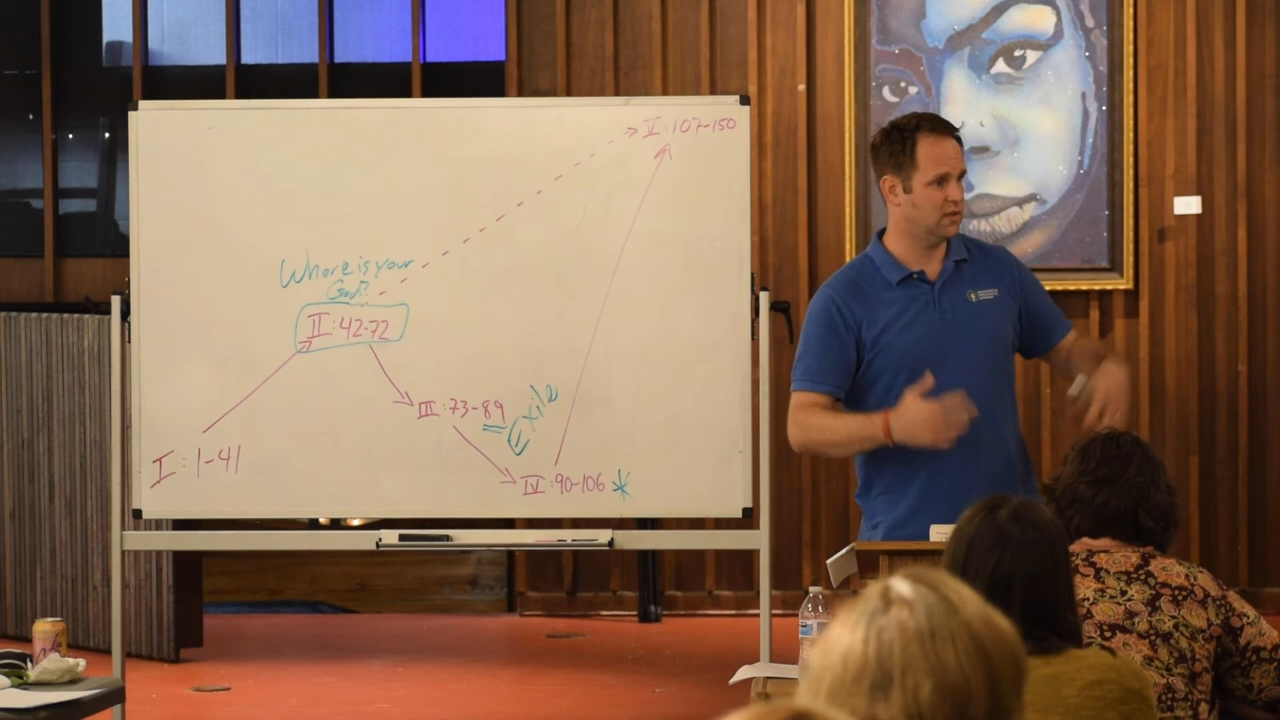 V: 107-150
Where is your
God?
II: 42-72
III: 73-89
Exile
I: 1-41
IV: 90-106 *